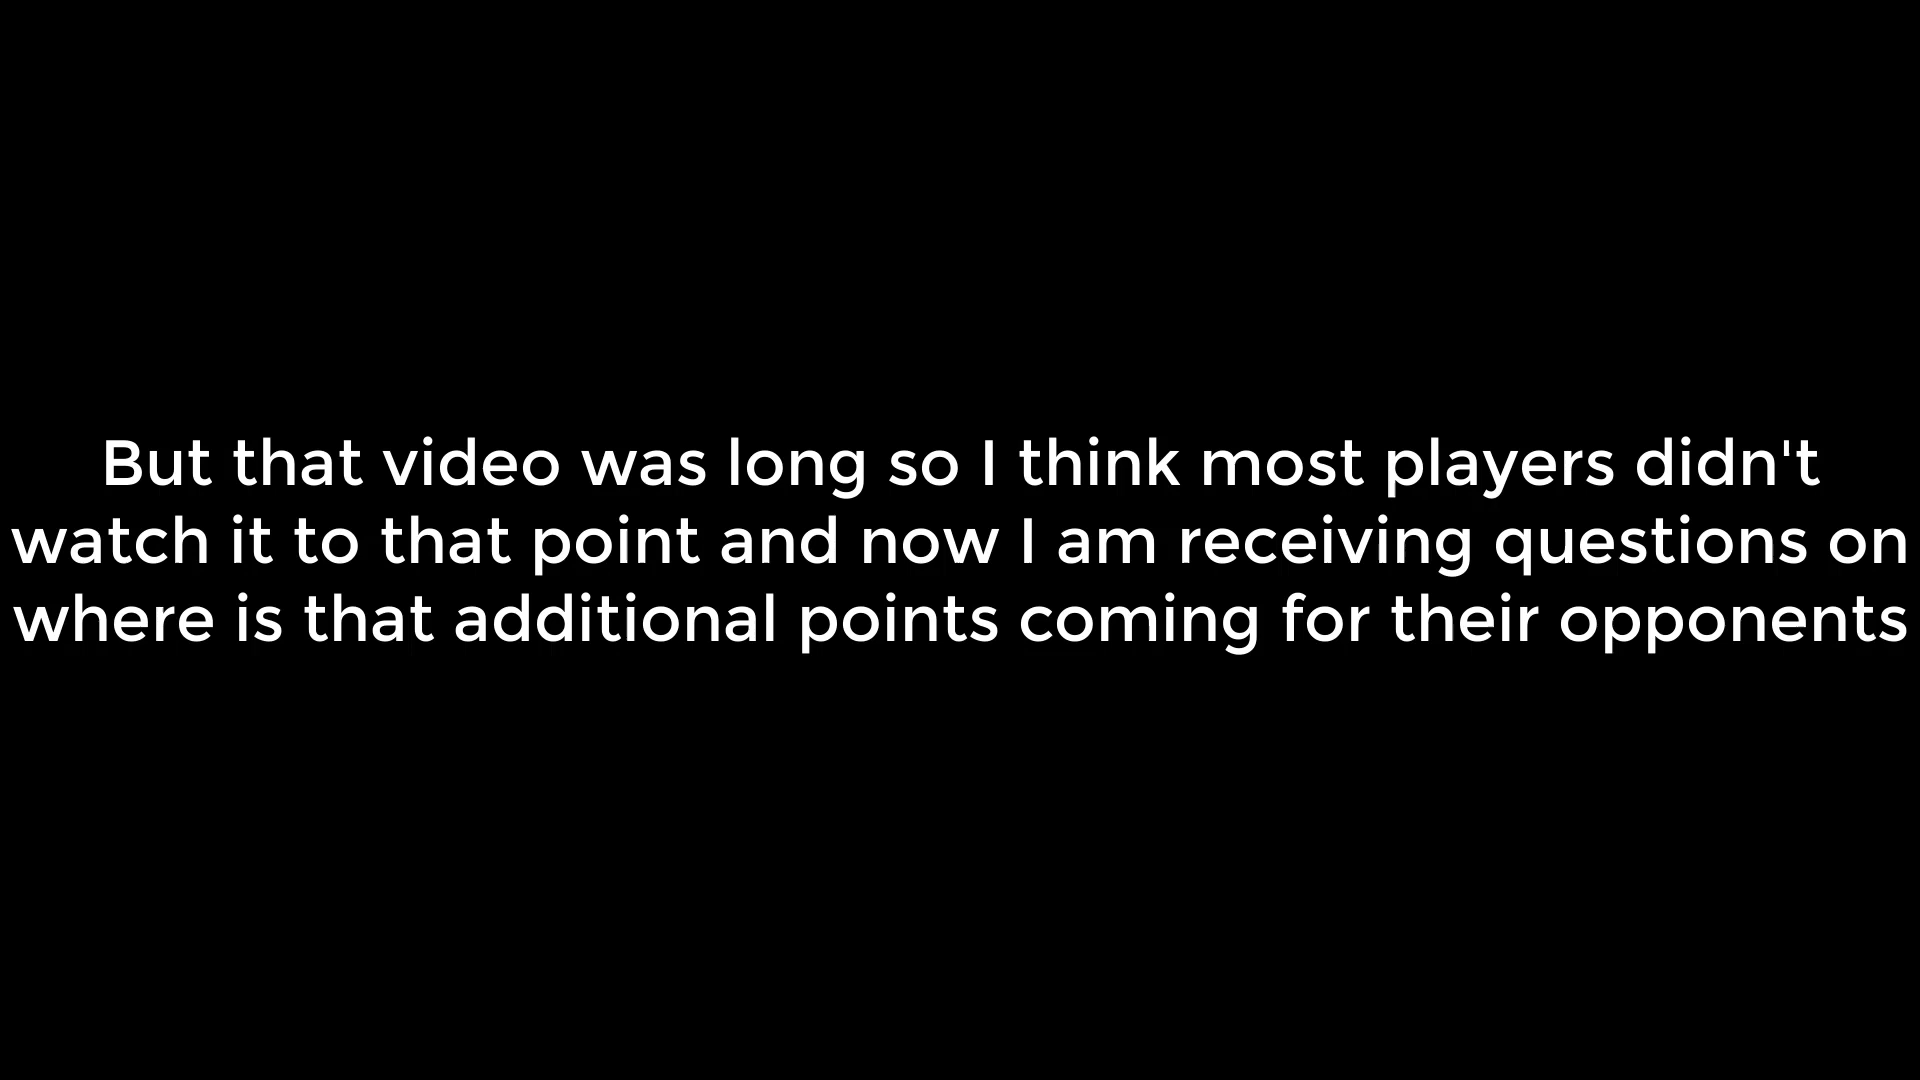 But that video was long so I think most players didn't
watch it to that point and now I am receiving questions on
where is that additional points coming for their opponents